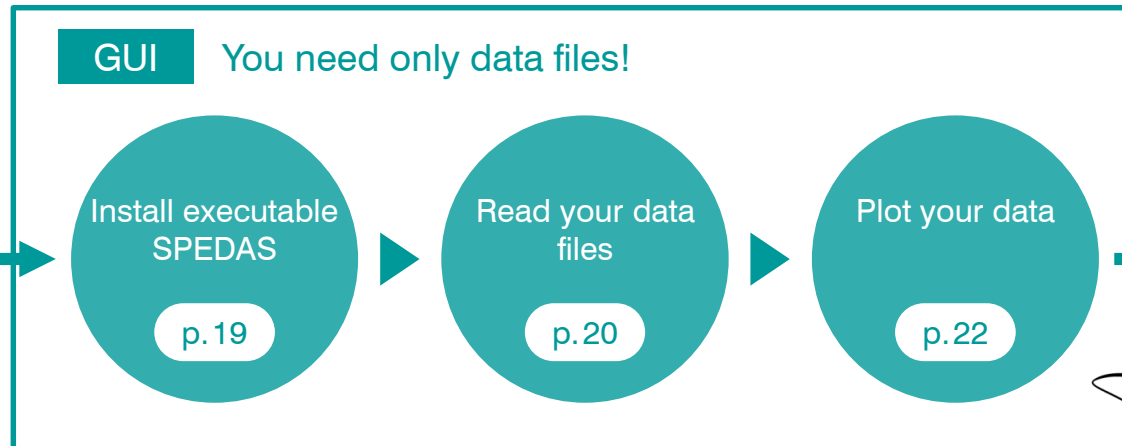 GUI You need only data files!
Install executable
SPEDAS
p.19
Read your data
files
p.20
Plot your data
p.22